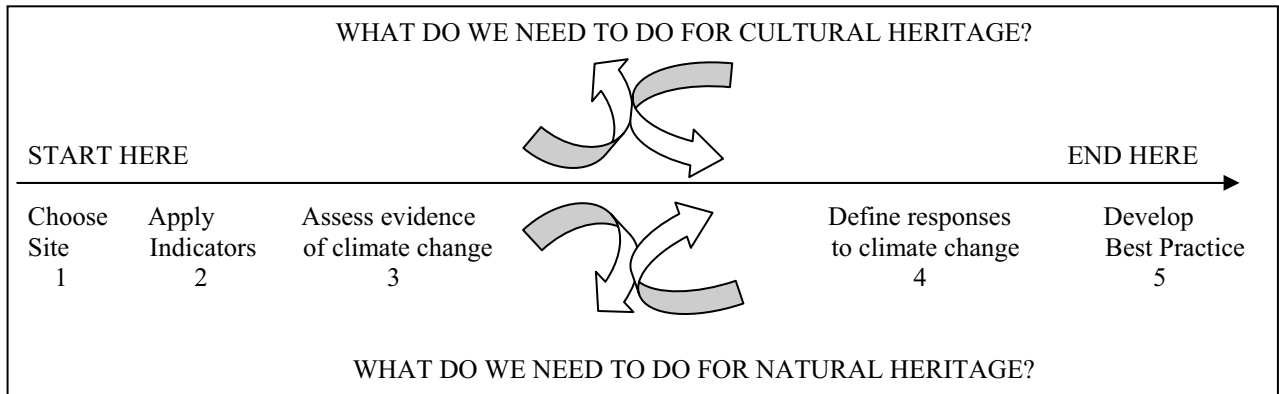 WHAT DO WE NEED TO DO FOR CULTURAL HERITAGE?
START HERE
END HERE
Choose
Site
1
Apply
Indicators
2
Assess evidence
of climate change
3
Define responses
to climate change
4
Develop
Best Practice
5
WHAT DO WE NEED TO DO FOR NATURAL HERITAGE?